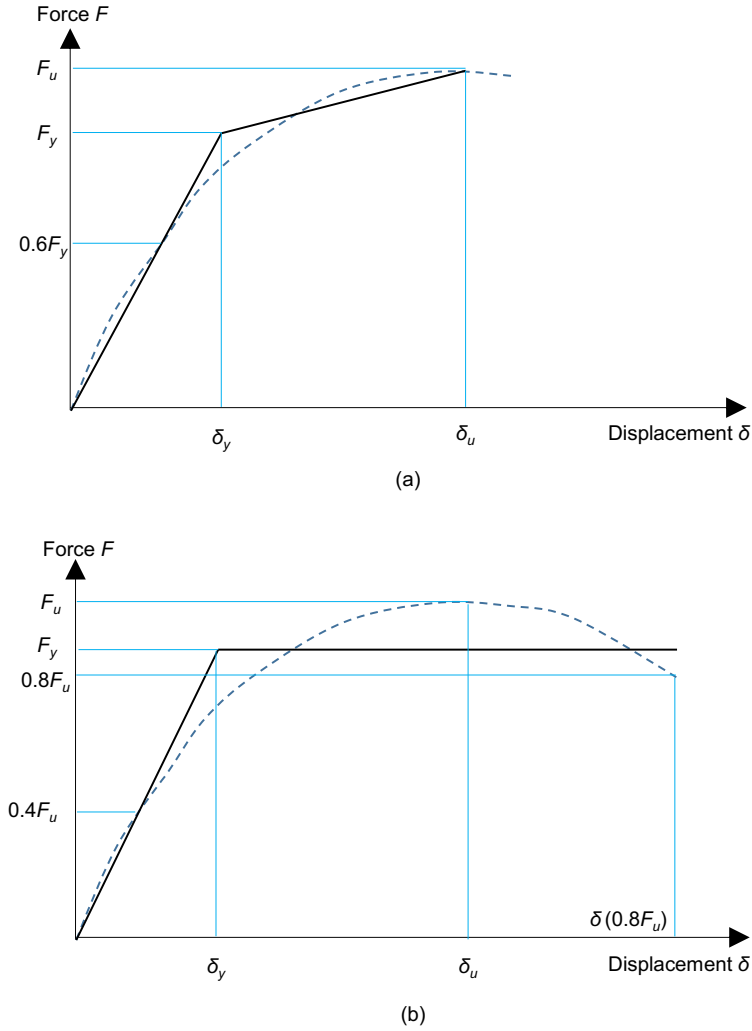 Force F
F_u
F_y
0.6F_y
δ_y
δ_u
Displacement δ
(a)
Force F
F_u
F_y
0.8F_u
0.4F_u
δ(0.8F_u)
δ_y
δ_u
Displacement δ
(b)